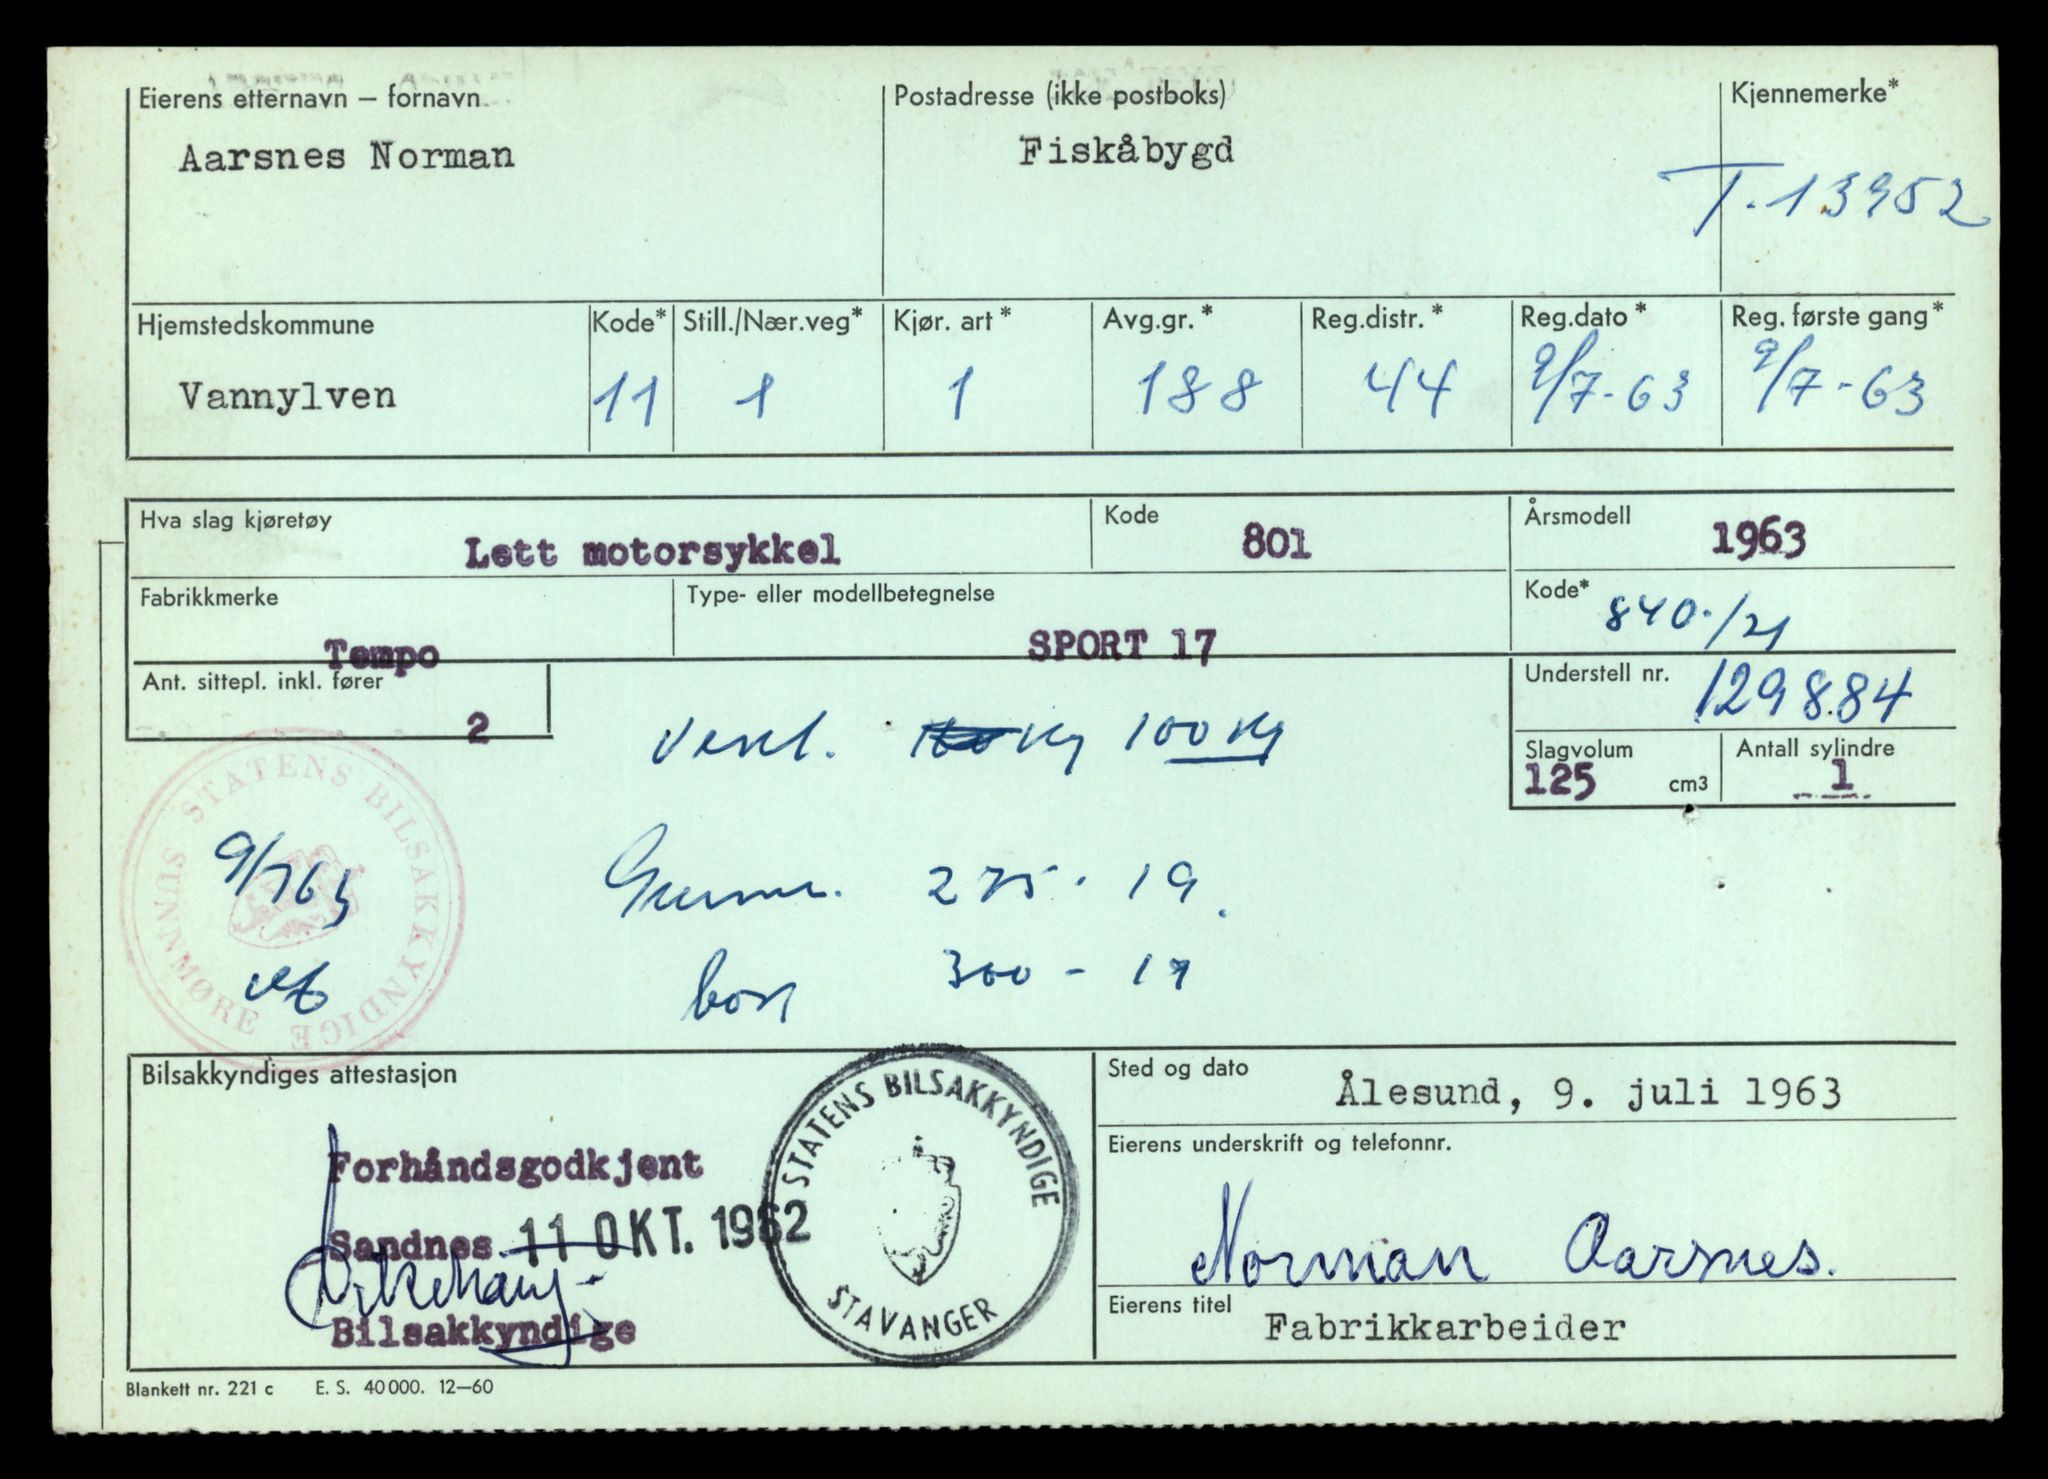 Eierens etternavn – fornavn
Aarsnes Norman
Postadresse (ikke postboks)
Fiskåbygd
Kjennemerke*
T.13952
Hjemstedskommune
Vannylven
Kode*
11
Still./Nær.veg*
1
Kjør. art*
1
Avg.gr.*
188
Reg.distr.*
44
Reg.dato*
9/7-63
Reg. første gang*
9/7-63
Hva slag kjøretøy
Lett motorsykkel
Kode
801
Årsmodell
1963
Fabrikkmerke
Tempo
Type- eller modellbetegnelse
SPORT 17
Kode*
840./21
Ant. sittepl. inkl. fører
2
Understell nr.
129884
Slagvolum
125 cm3
Antall sylindre
1
Vekt. Kg 100 Kg
STATENS BILSAKKYNDIGE
SUNNMØRE
9/7 63
Gummi. 275-19.
300-17
Bilsakkyndiges attestasjon
Forhåndsgodkjent
Sandnes 11 OKT. 1962
Bilsakkyndige
STATENS BILSAKKYNDIGE
STAVANGER
Sted og dato
Ålesund, 9. juli 1963
Eierens underskrift og telefonnr.
Norman Aarsnes.
Eierens titel
Fabrikkarbeider
Blankett nr. 221 c E. S. 40000. 12–60